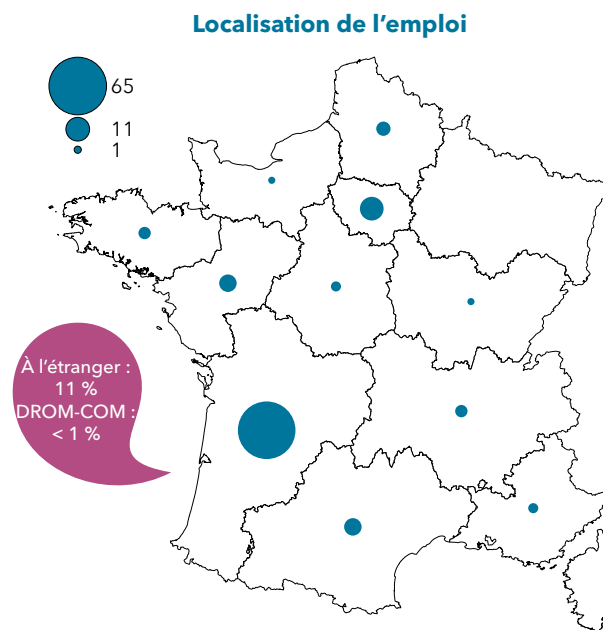 Localisation de l'emploi
65
11
1
À l'étranger :
11 %
DROM-COM :
< 1 %